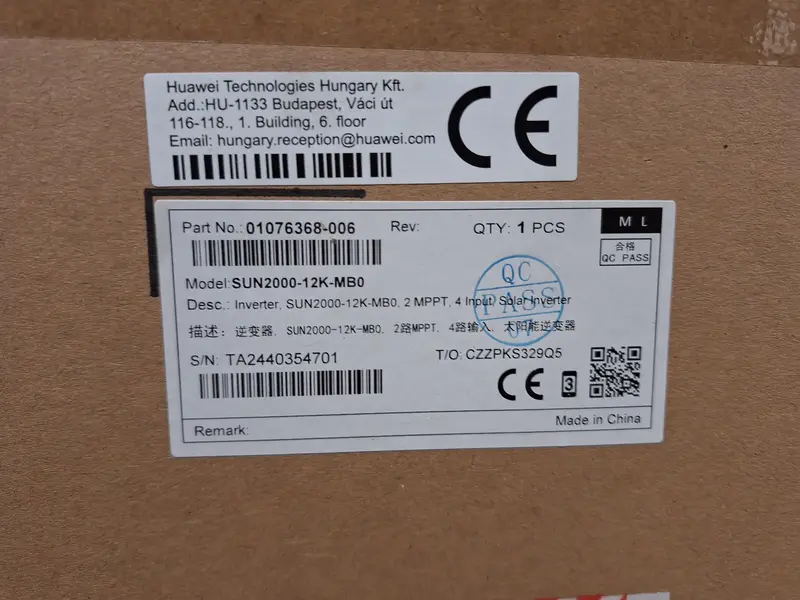 Huawei Technologies Hungary Kft.
Add.:HU-1133 Budapest, Váci út
116-118., 1. Building, 6. floor
Email: hungary.reception@huawei.com
CE
Part No.: 01076368-006 Rev: QTY: 1 PCS M L
合格
QC PASS
Model:SUN2000-12K-MB0
Desc.: Inverter, SUN2000-12K-MB0, 2 MPPT, 4 Input, Solar Inverter
描述: 逆变器, SUN2000-12K-MB0, 2路MPPT, 4路输入, 太阳能逆变器
QC
PASS
07
S/N: TA2440354701 T/O: CZZPKS329Q5
CE 3
Remark: Made in China